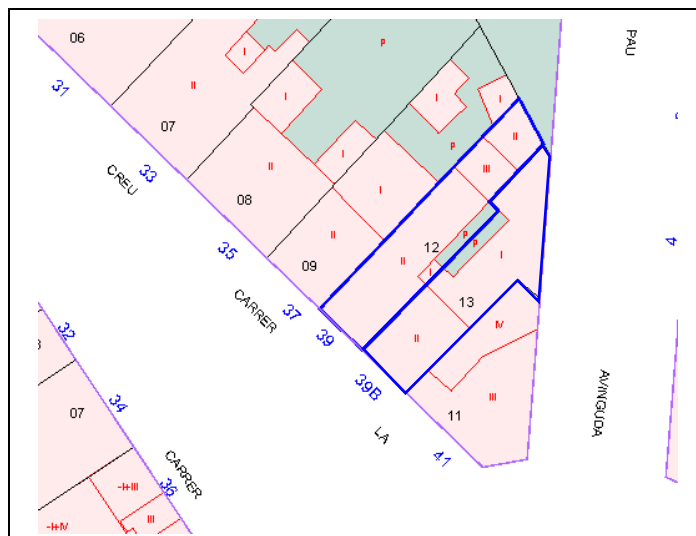 06
PAU
I
P
31
II
I
I
I
II
07
P
III
CREU
33
II
I
I
08
II
12
P
P
4
35
09
II
I
I
CARRER
37
13
39
IV
32
II
34
39B
AVINGUDA
07
11
III
LA
41
CARRER
36
-I+III
III
-I+IV